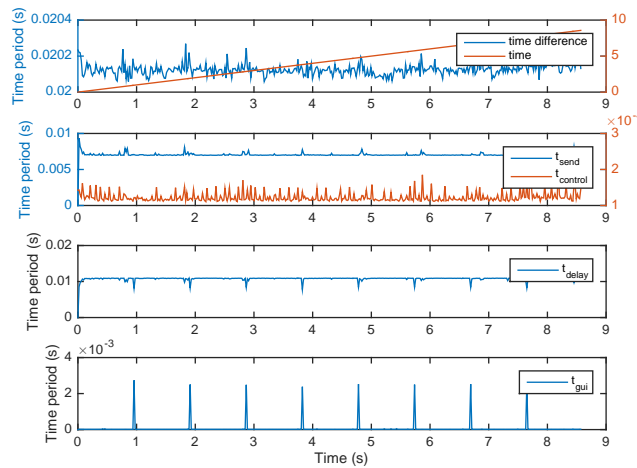 0.0204
0.0202
0.02
Time period (s)
10
5
0
time difference
time
0 1 2 3 4 5 6 7 8 9
0.01
0.005
0
Time period (s)
3
2
1
t_send
t_control
0 1 2 3 4 5 6 7 8 9
0.02
0.01
0
Time period (s)
t_delay
0 1 2 3 4 5 6 7 8 9
×10^-3
4
2
0
Time period (s)
t_gui
0 1 2 3 4 5 6 7 8 9
Time (s)